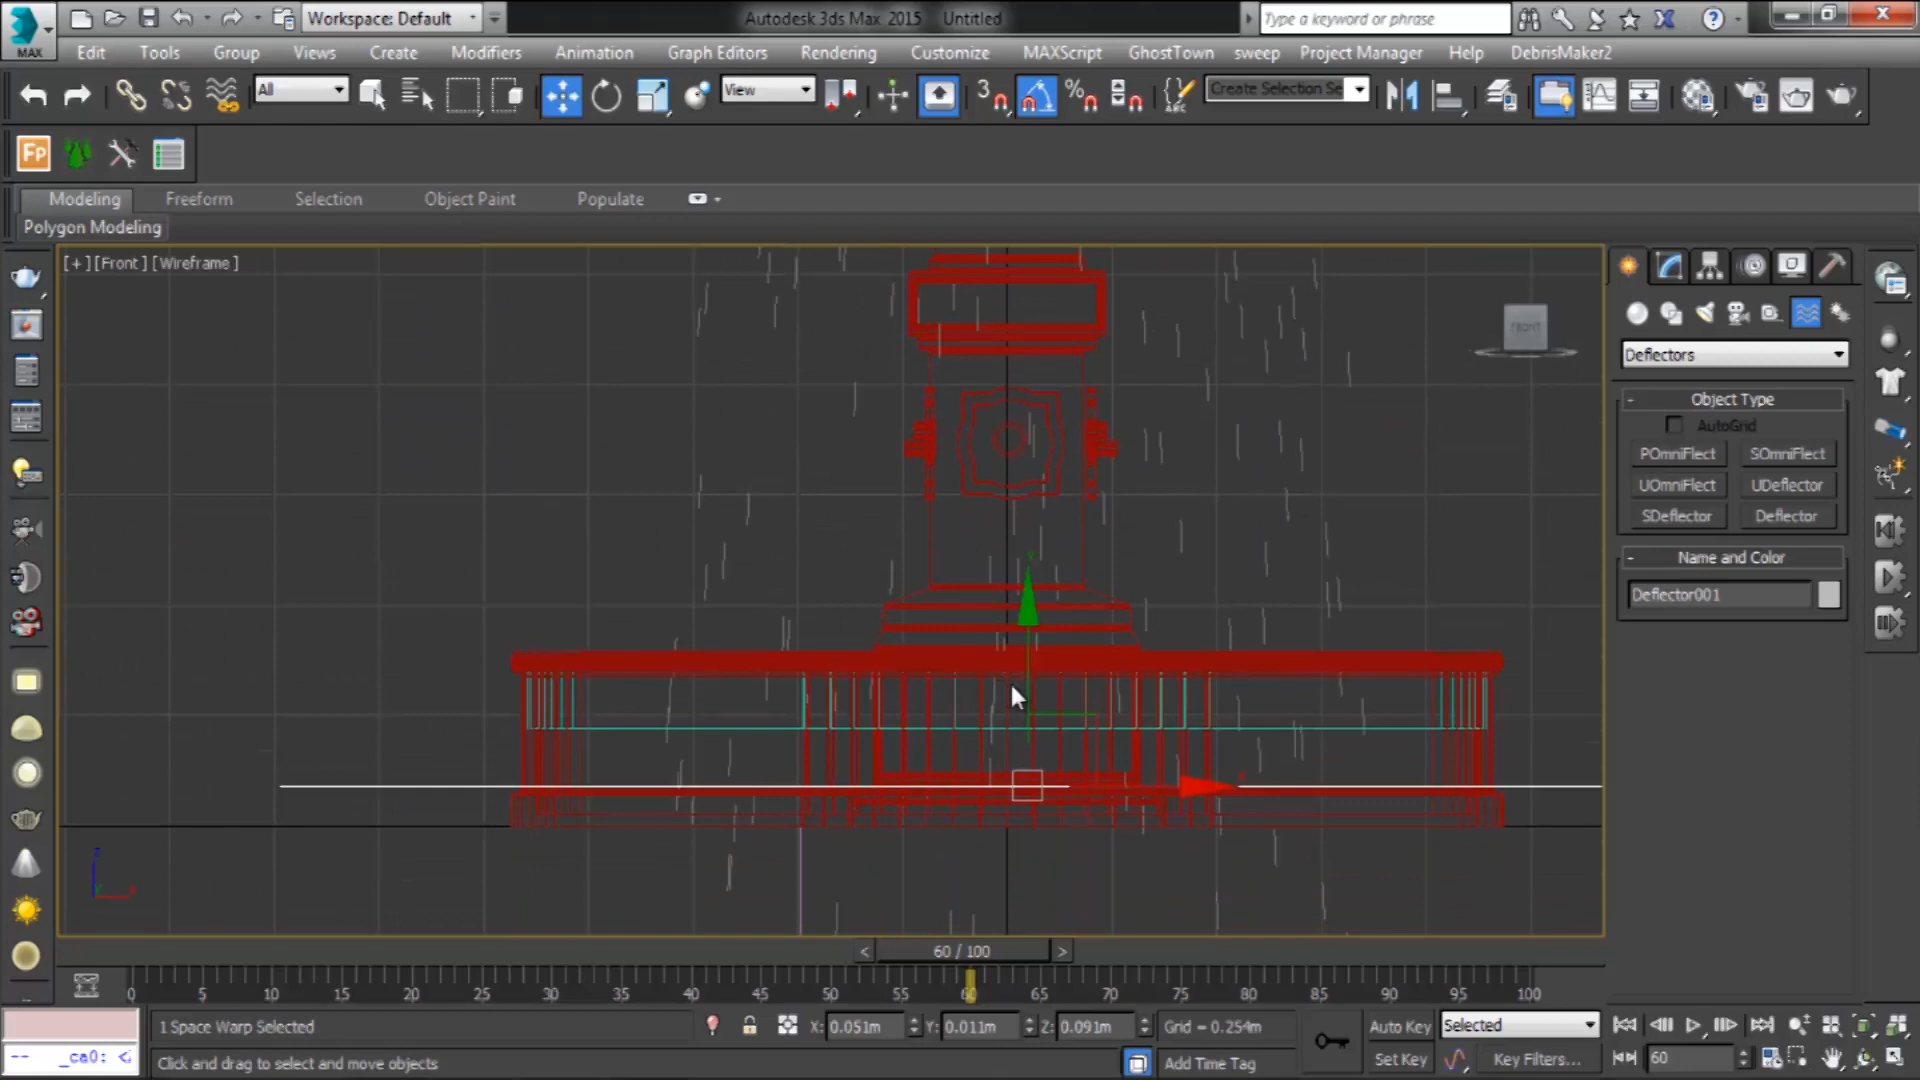 Workspace: Default
Autodesk 3ds Max 2015 Untitled
Type a keyword or phrase
MAX
Edit Tools Group Views Create Modifiers Animation Graph Editors Rendering Customize MAXScript GhostTown sweep Project Manager Help DebrisMaker2
All
View
3
Create Selection Se
Fp
Modeling Freeform Selection Object Paint Populate
Polygon Modeling
[+] [Front] [Wireframe]
FRONT
Deflectors
- Object Type
AutoGrid
POmniFlect SOmniFlect
UOmniFlect UDeflector
SDeflector Deflector
- Name and Color
Deflector001
< 60 / 100 >
0 5 10 15 20 25 30 35 40 45 50 55 60 65 70 75 80 85 90 95 100
1 Space Warp Selected
X: 0.051m Y: 0.011m Z: 0.091m Grid = 0.254m
Auto Key Selected
-- _ca0: <
Click and drag to select and move objects
Add Time Tag
Set Key Key Filters...
60